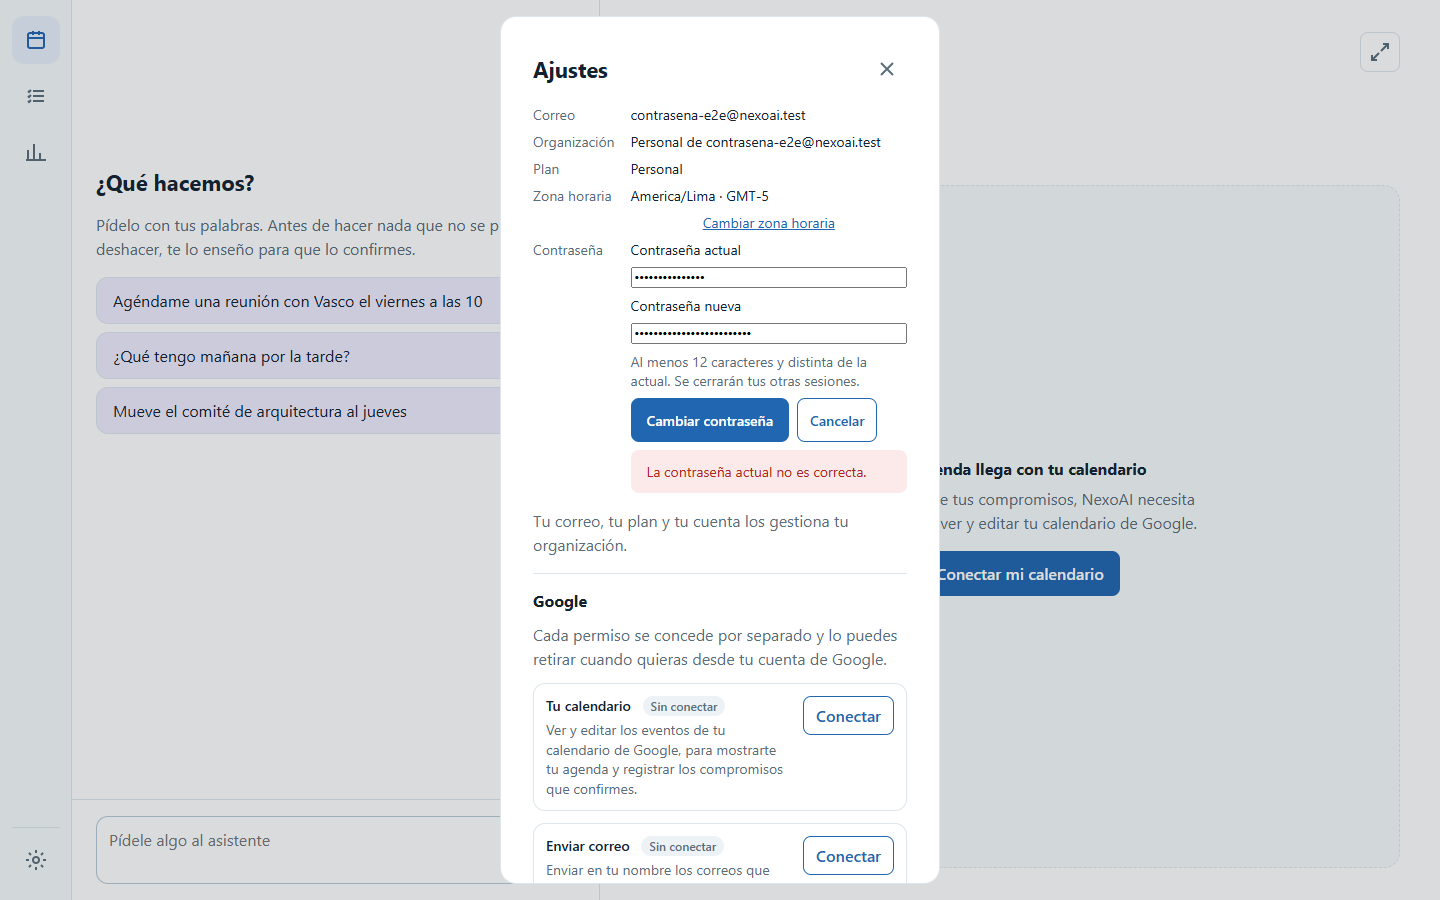 ¿Qué hacemos?
Pídelo con tus palabras. Antes de hacer nada que no se p
deshacer, te lo enseño para que lo confirmes.
Agéndame una reunión con Vasco el viernes a las 10
¿Qué tengo mañana por la tarde?
Mueve el comité de arquitectura al jueves
Pídele algo al asistente
Ajustes
Correo contrasena-e2e@nexoai.test
Organización Personal de contrasena-e2e@nexoai.test
Plan Personal
Zona horaria America/Lima · GMT-5
Cambiar zona horaria
Contraseña Contraseña actual
•••••••••••••••
Contraseña nueva
•••••••••••••••••••••••••
Al menos 12 caracteres y distinta de la
actual. Se cerrarán tus otras sesiones.
Cambiar contraseña Cancelar
La contraseña actual no es correcta.
Tu correo, tu plan y tu cuenta los gestiona tu
organización.
Google
Cada permiso se concede por separado y lo puedes
retirar cuando quieras desde tu cuenta de Google.
Tu calendario Sin conectar Conectar
Ver y editar los eventos de tu
calendario de Google, para mostrarte
tu agenda y registrar los compromisos
que confirmes.
Enviar correo Sin conectar Conectar
Enviar en tu nombre los correos que
enda llega con tu calendario
e tus compromisos, NexoAI necesita
ver y editar tu calendario de Google.
Conectar mi calendario